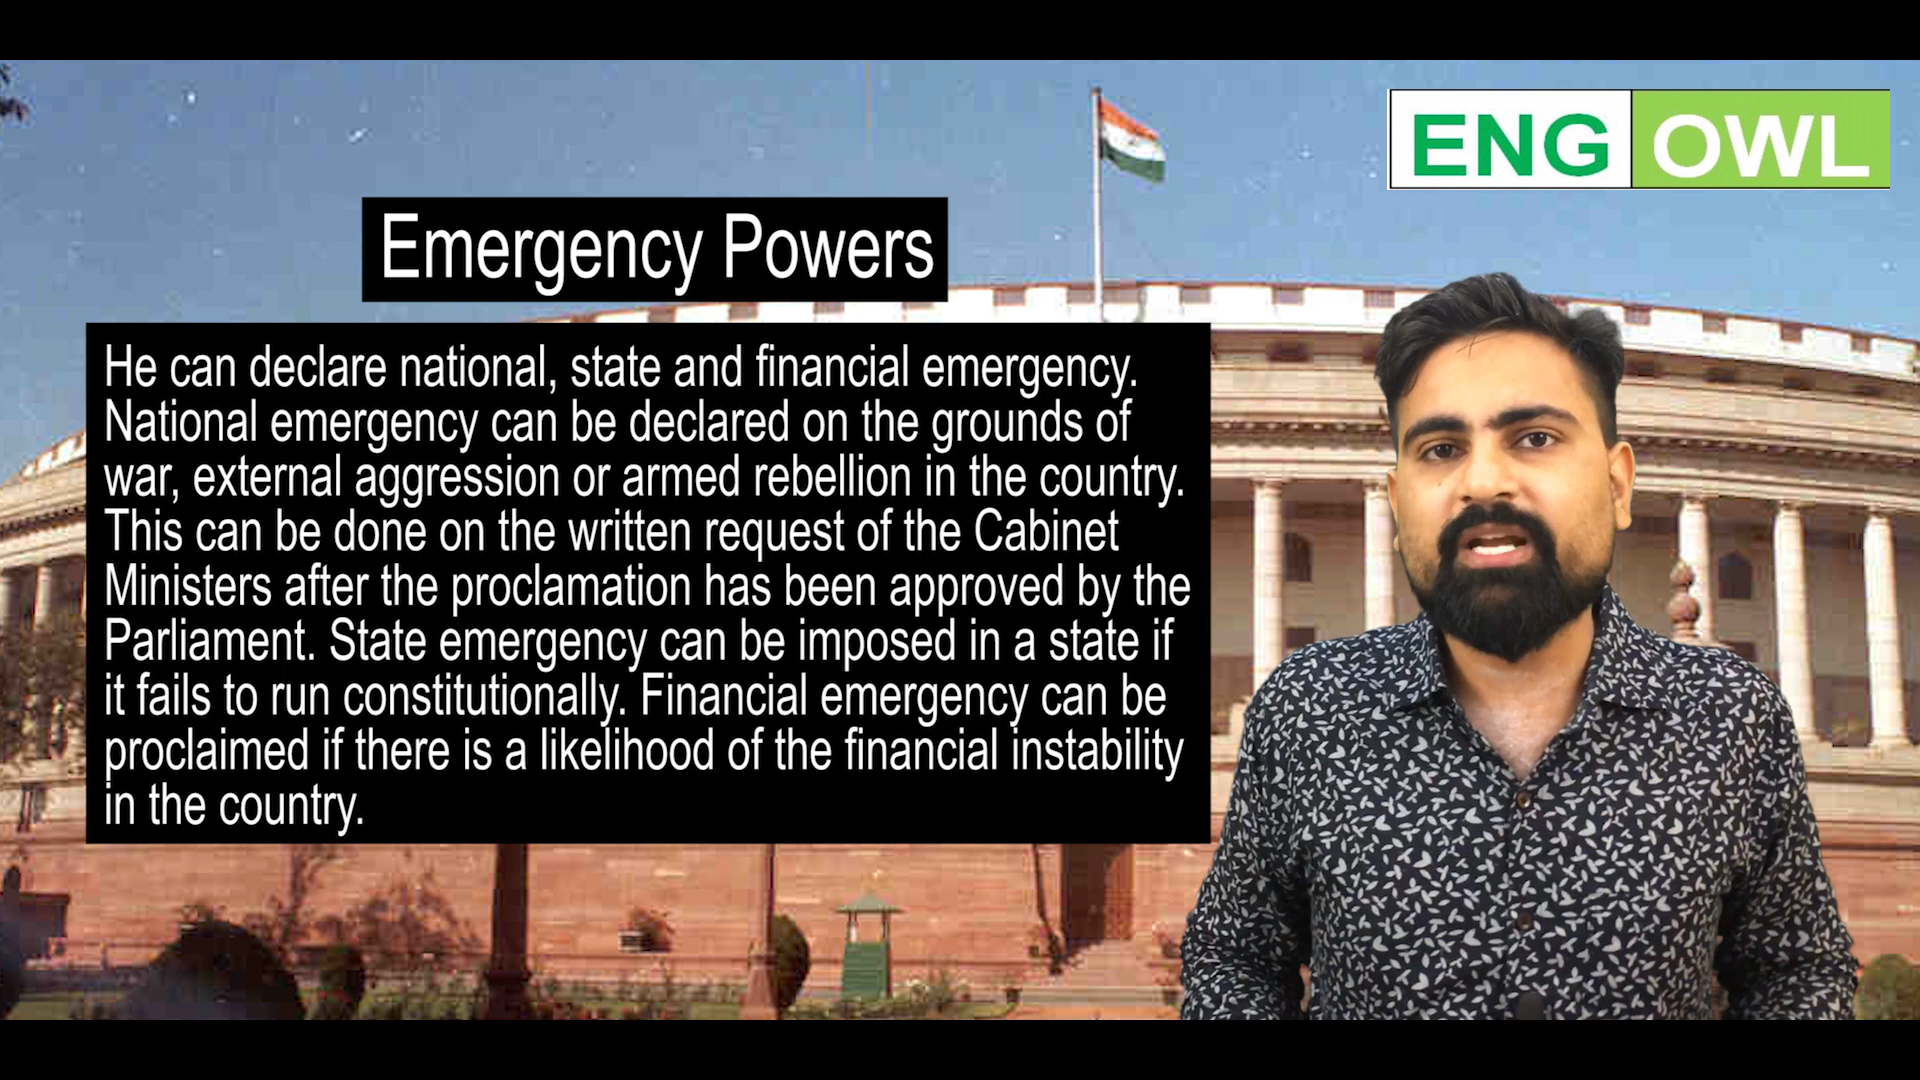 ENG OWL
Emergency Powers
He can declare national, state and financial emergency.
National emergency can be declared on the grounds of
war, external aggression or armed rebellion in the country.
This can be done on the written request of the Cabinet
Ministers after the proclamation has been approved by the
Parliament. State emergency can be imposed in a state if
it fails to run constitutionally. Financial emergency can be
proclaimed if there is a likelihood of the financial instability
in the country.